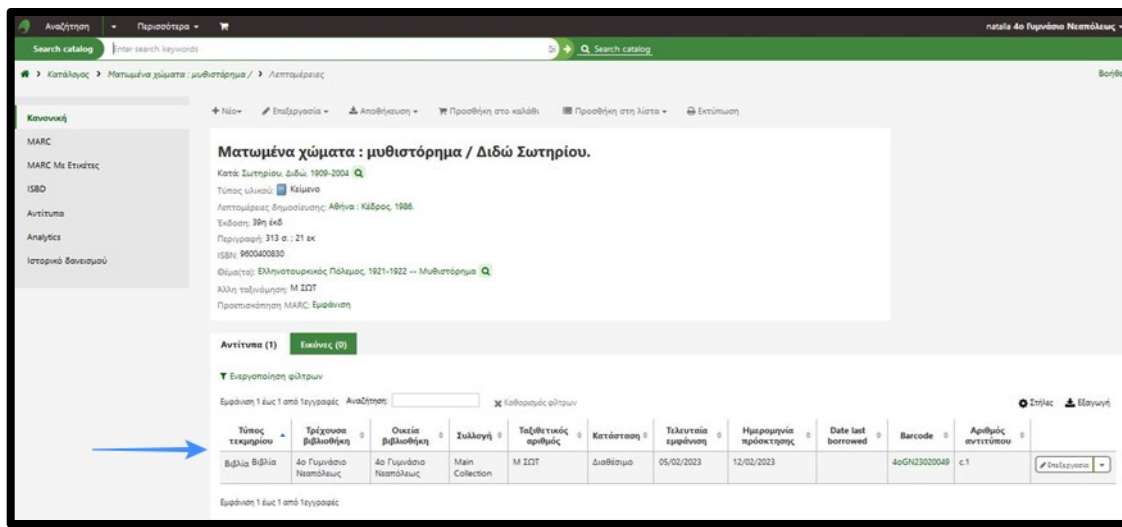 Αναζήτηση Περισσότερα natalia 4ο Γυμνάσιο Νεαπόλεως
Search catalog Enter search keywords Search catalog
Κατάλογος Ματωμένα χώματα : μυθιστόρημα / Λεπτομέρειες Βοήθε
Κανονική
MARC
MARC Με Ετικέτες
ISBD
Αντίτυπα
Analytics
Ιστορικό δανεισμού
+ Νέο Επεξεργασία Αποθήκευση Προσθήκη στο καλάθι Προσθήκη στη λίστα Εκτύπωση
Ματωμένα χώματα : μυθιστόρημα / Διδώ Σωτηρίου.
Κατά: Σωτηρίου, Διδώ, 1909-2004
Τύπος υλικού: Κείμενο
Λεπτομέρειες δημοσίευσης: Αθήνα : Κέδρος, 1986.
Έκδοση: 39η έκδ
Περιγραφή: 313 σ. ; 21 εκ
ISBN: 9600400830
Θέμα(τα): Ελληνοτουρκικός Πόλεμος, 1921-1922 -- Μυθιστόρημα
Άλλη ταξινόμηση: Μ ΣΩΤ
Προεπισκόπηση MARC: Εμφάνιση
Αντίτυπα (1) Εικόνες (0)
Ενεργοποίηση φίλτρων
Εμφάνιση 1 έως 1 από 1εγγραφές Αναζήτηση: Καθαρισμός φίλτρων Στήλες Εξαγωγή
Τύπος τεκμηρίου Τρέχουσα βιβλιοθήκη Οικεία βιβλιοθήκη Συλλογή Ταξιθετικός αριθμός Κατάσταση Τελευταία εμφάνιση Ημερομηνία πρόσκτησης Date last borrowed Barcode Αριθμός αντιτύπου
Βιβλία Βιβλία 4ο Γυμνάσιο Νεαπόλεως 4ο Γυμνάσιο Νεαπόλεως Main Collection Μ ΣΩΤ Διαθέσιμο 05/02/2023 12/02/2023 4oGN23020049 c.1 Επεξεργασία
Εμφάνιση 1 έως 1 από 1εγγραφές